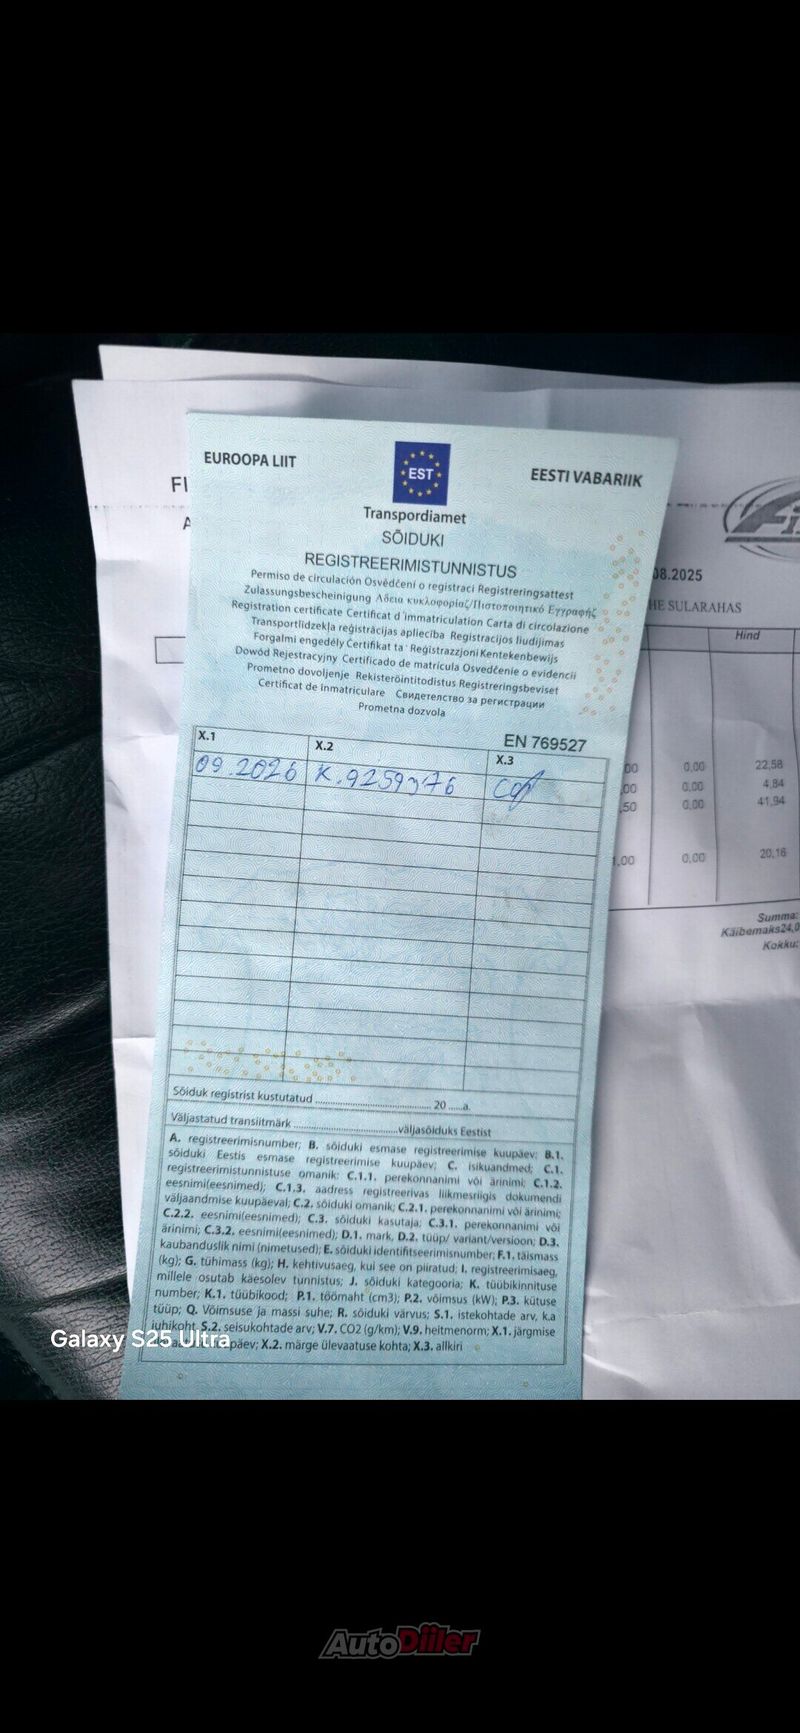 EUROOPA LIIT
EST
EESTI VABARIIK
Transpordiamet
SÕIDUKI
REGISTREERIMISTUNNISTUS
Permiso de circulación Osvědčení o registraci Registreringsattest
Zulassungsbescheinigung Άδεια κυκλοφορίας/Πιστοποιητικό Εγγραφής
Registration certificate Certificat d'immatriculation Carta di circolazione
Transportlīdzekļa reģistrācijas apliecība Registracijos liudijimas
Forgalmi engedély Ċertifikat ta' Reġistrazzjoni Kentekenbewijs
Dowód Rejestracyjny Certificado de matrícula Osvedčenie o evidencii
Prometno dovoljenje Rekisteröintitodistus Registreringsbeviset
Certificat de înmatriculare Свидетелство за регистрации
Prometna dozvola
EN 769527
X.1 X.2 X.3
09.2026 K.9259376
Sõiduk registrist kustutatud ........ 20 .....a.
Väljastatud transiitmärk ........väljasõiduks Eestist
A. registreerimisnumber; B. sõiduki esmase registreerimise kuupäev; B.1.
sõiduki Eestis esmase registreerimise kuupäev; C. isikuandmed; C.1.
registreerimistunnistuse omanik: C.1.1. perekonnanimi või ärinimi; C.1.2.
eesnimi(eesnimed); C.1.3. aadress registreerivas liikmesriigis dokumendi
väljaandmise kuupäeval; C.2. sõiduki omanik; C.2.1. perekonnanimi või ärinimi;
C.2.2. eesnimi(eesnimed); C.3. sõiduki kasutaja; C.3.1. perekonnanimi või
ärinimi; C.3.2. eesnimi(eesnimed); D.1. mark, D.2. tüüp/ variant/versioon; D.3.
kaubanduslik nimi (nimetused); E. sõiduki identifitseerimisnumber; F.1. täismass
(kg); G. tühimass (kg); H. kehtivusaeg, kui see on piiratud; I. registreerimisaeg,
millele osutab käesolev tunnistus; J. sõiduki kategooria; K. tüübikinnituse
number; K.1. tüübikood; P.1. töömaht (cm3); P.2. võimsus (kW); P.3. kütuse
tüüp; Q. Võimsuse ja massi suhe; R. sõiduki värvus; S.1. istekohtade arv, k.a
juhikoht; S.2. seisukohtade arv; V.7. CO2 (g/km); V.9. heitmenorm; X.1. järgmise
X.2. märge ülevaatuse kohta; X.3. allkiri
08.2025
SULARAHAS
Hind
0,00 22,58
0,00 4,84
,50 0,00 41,94
1,00 0,00 20,16
Summa:
Käibemaks24,0
Kokku:
Galaxy S25 Ultra
AutoDiiler